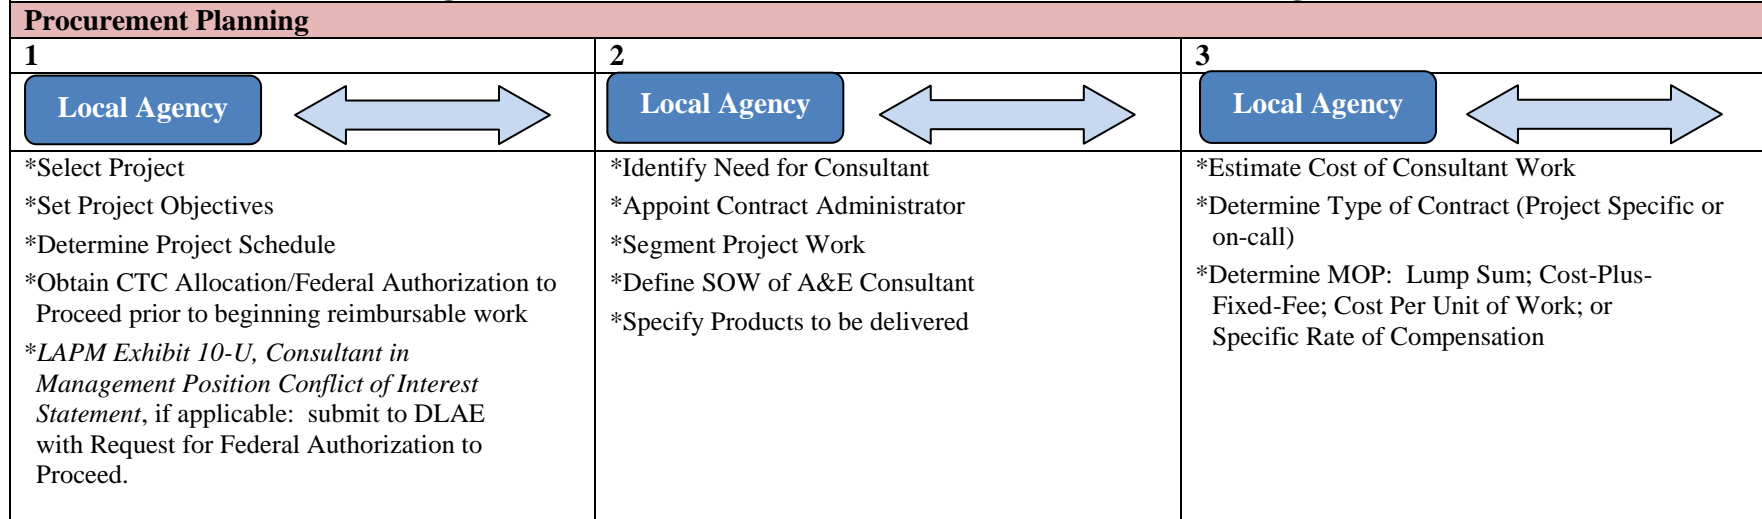 Procurement Planning
1
2
3
Local Agency
Local Agency
Local Agency
*Select Project
*Set Project Objectives
*Determine Project Schedule
*Obtain CTC Allocation/Federal Authorization to
Proceed prior to beginning reimbursable work
*LAPM Exhibit 10-U, Consultant in
Management Position Conflict of Interest
Statement, if applicable: submit to DLAE
with Request for Federal Authorization to
Proceed.
*Identify Need for Consultant
*Appoint Contract Administrator
*Segment Project Work
*Define SOW of A&E Consultant
*Specify Products to be delivered
*Estimate Cost of Consultant Work
*Determine Type of Contract (Project Specific or
on-call)
*Determine MOP: Lump Sum; Cost-Plus-
Fixed-Fee; Cost Per Unit of Work; or
Specific Rate of Compensation